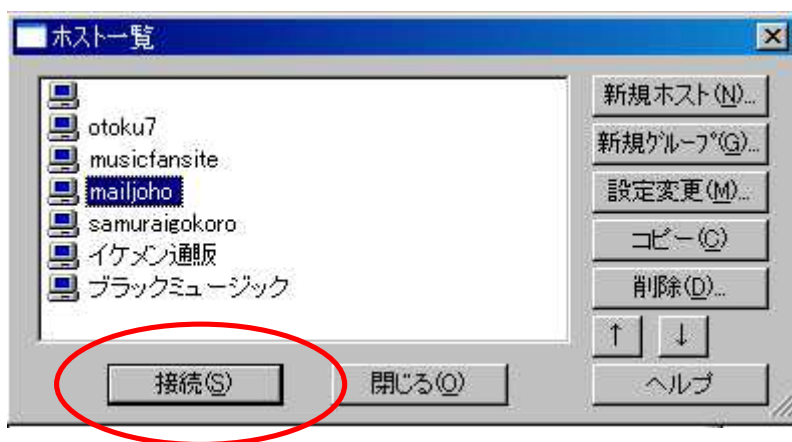 ホスト一覧
otoku7
musicfansite
mailjoho
samuraigokoro
イケメン通販
ブラックミュージック
新規ホスト(N)...
新規グループ(G)...
設定変更(M)...
コピー(C)
削除(D)...
↑ ↓
接続(S) 閉じる(O) ヘルプ